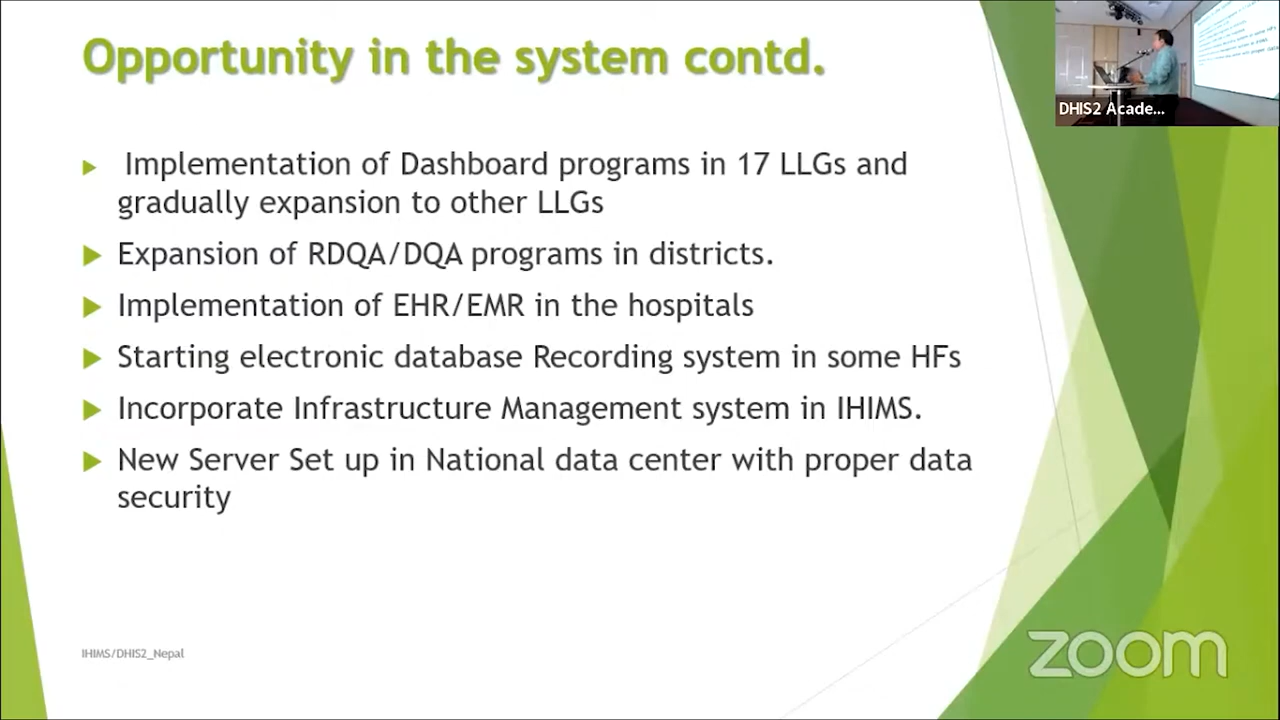 Opportunity in the system contd.
Implementation of Dashboard programs in 17 LLGs and
gradually expansion to other LLGs
Expansion of RDQA/DQA programs in districts.
Implementation of EHR/EMR in the hospitals
Starting electronic database Recording system in some HFs
Incorporate Infrastructure Management system in IHIMS.
New Server Set up in National data center with proper data
security
IHIMS/DHIS2_Nepal
DHIS2 Acade...
zoom